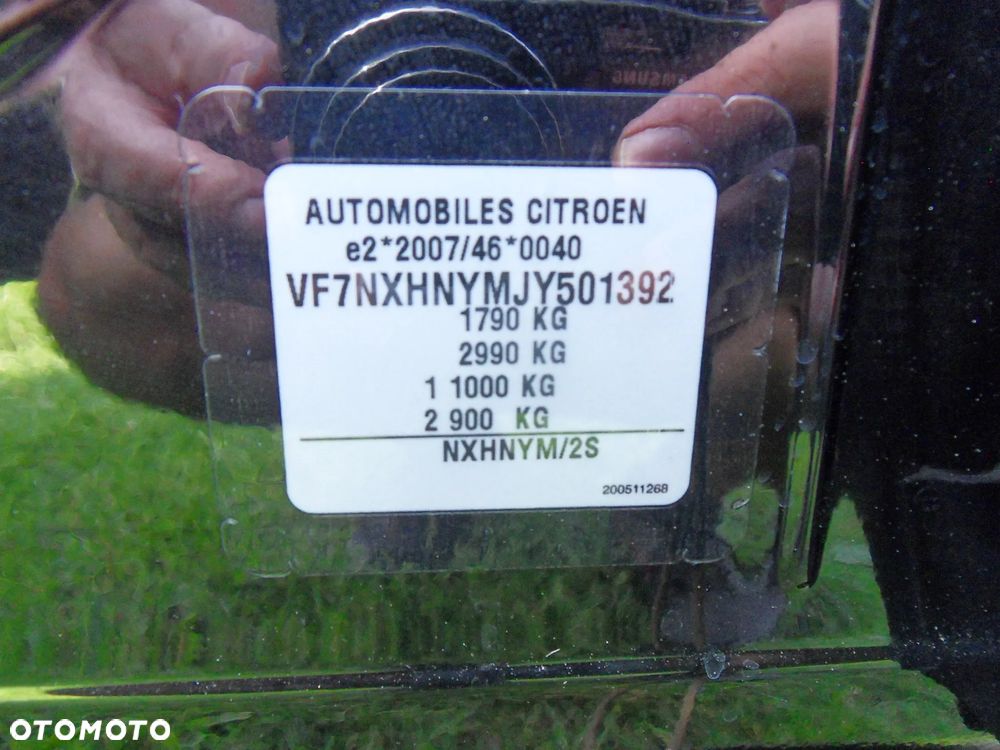 AUTOMOBILES CITROEN
e2*2007/46*0040
VF7NXHNYMJY501392
1790 KG
2990 KG
1 1000 KG
2 900 KG
NXHNYM/2S
200511268
OTOMOTO